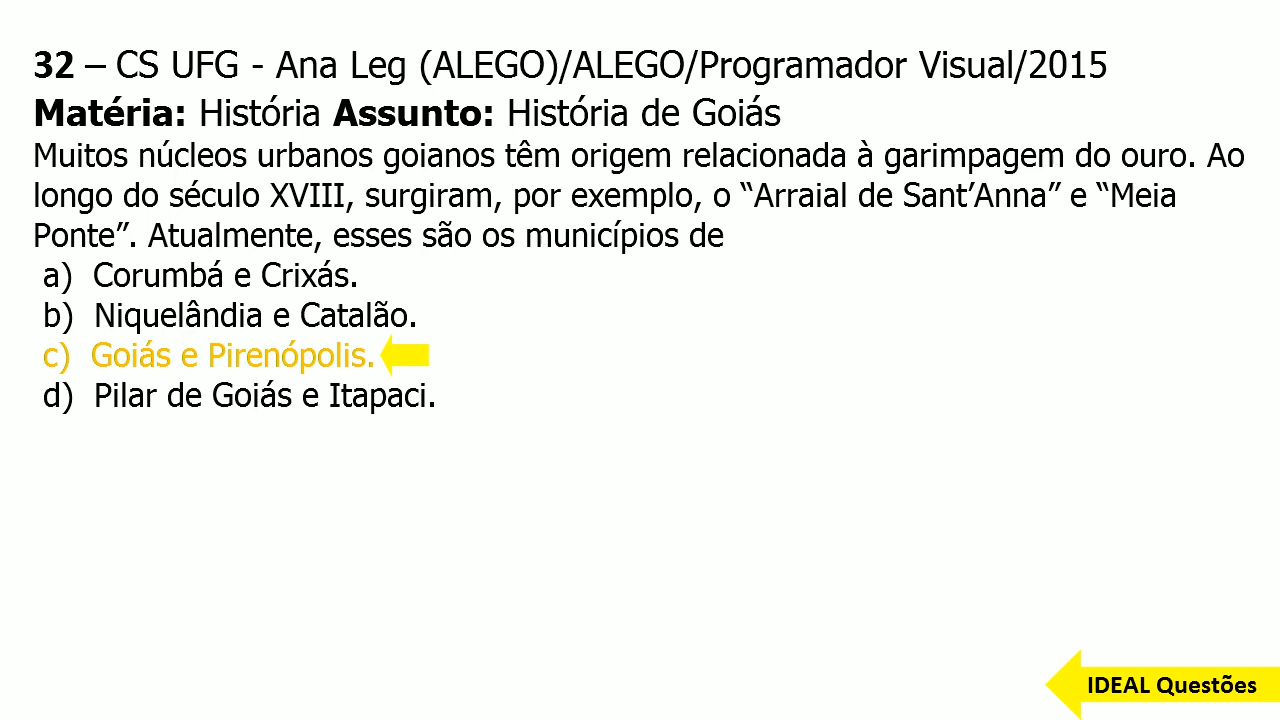 32 – CS UFG - Ana Leg (ALEGO)/ALEGO/Programador Visual/2015
Matéria: História Assunto: História de Goiás
Muitos núcleos urbanos goianos têm origem relacionada à garimpagem do ouro. Ao
longo do século XVIII, surgiram, por exemplo, o “Arraial de Sant’Anna” e “Meia
Ponte”. Atualmente, esses são os municípios de
a) Corumbá e Crixás.
b) Niquelândia e Catalão.
c) Goiás e Pirenópolis.
d) Pilar de Goiás e Itapaci.
IDEAL Questões